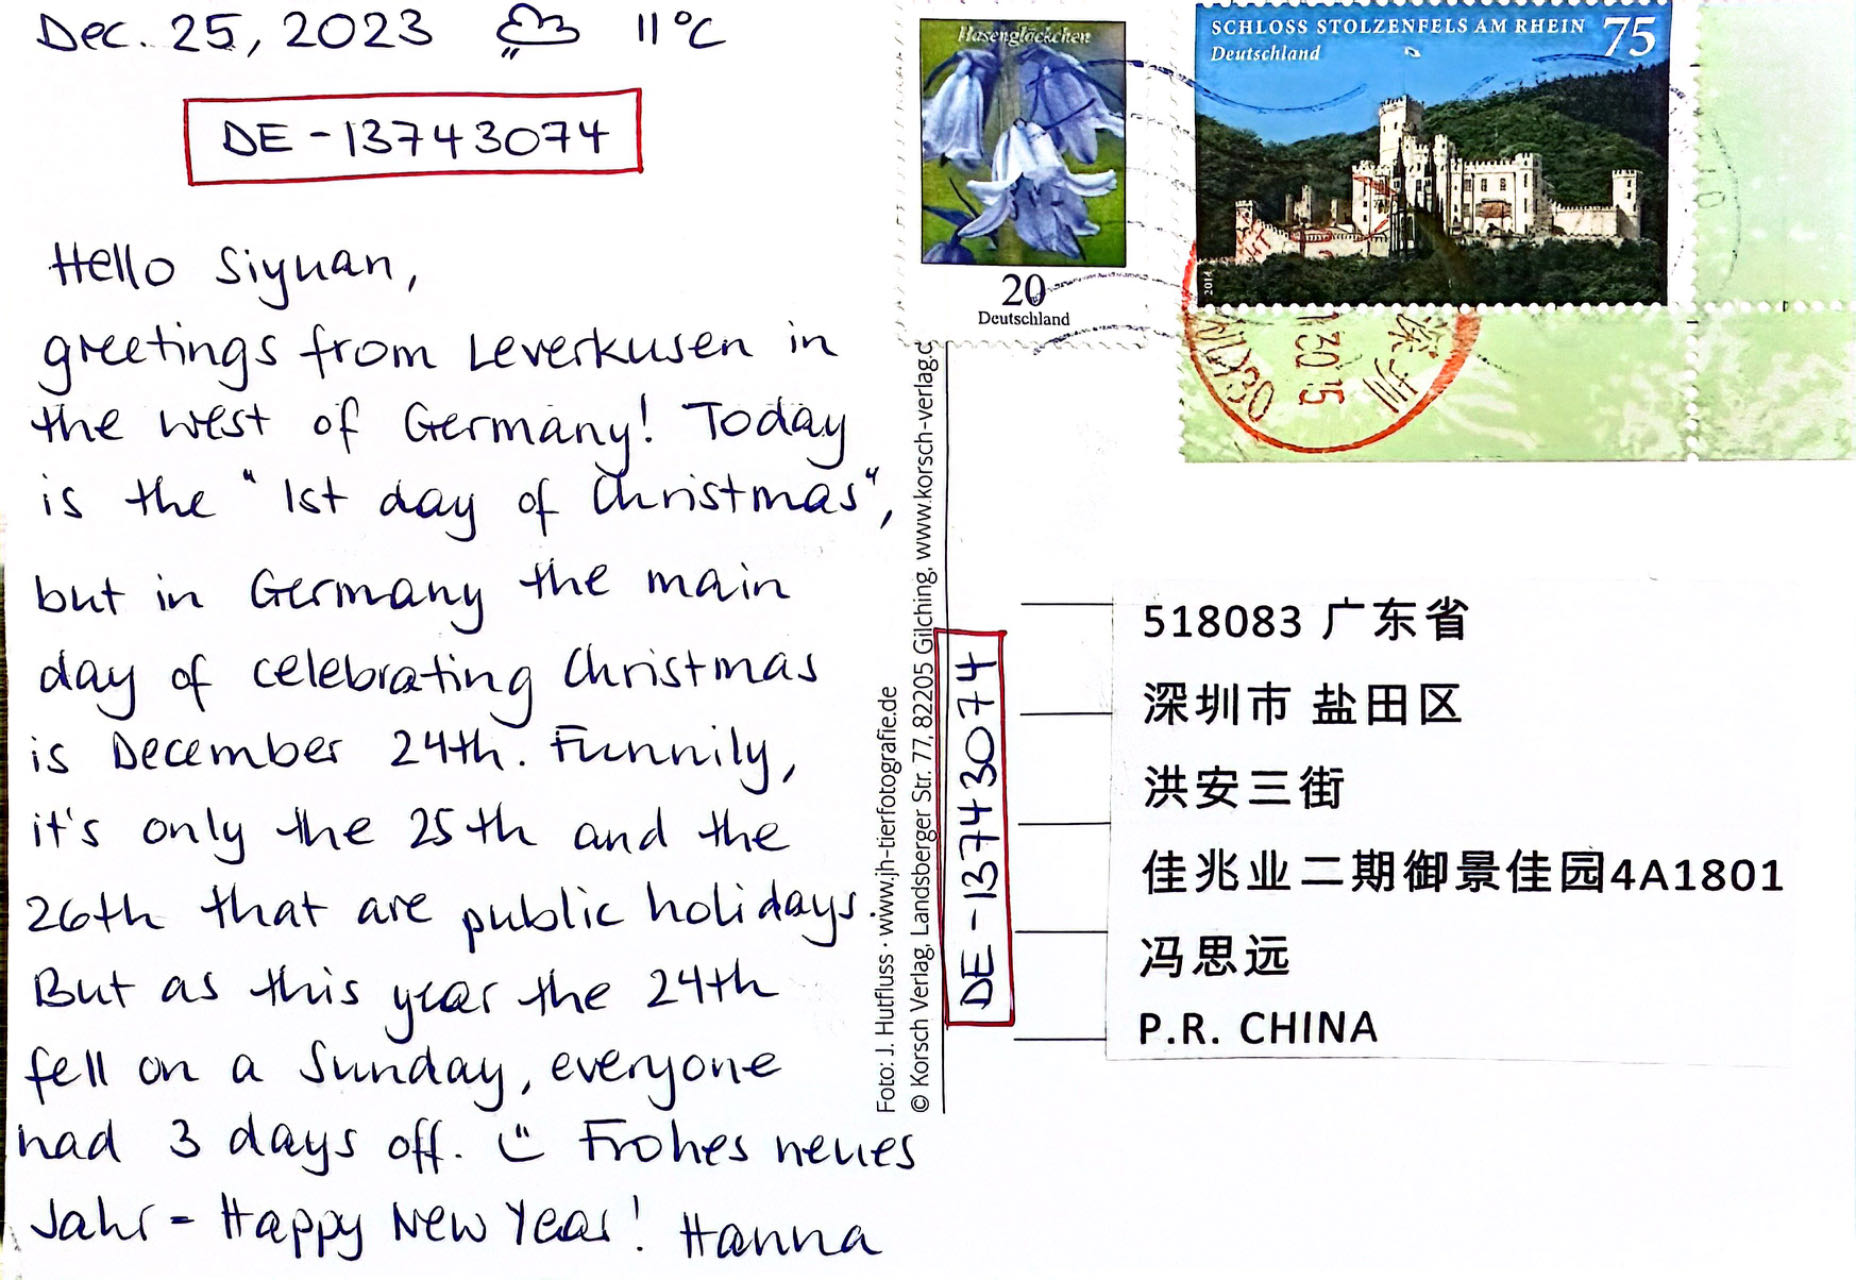 Dec. 25, 2023 11°C
DE-13743074
Hello Siyuan,
greetings from Leverkusen in
the west of Germany! Today
is the "1st day of Christmas",
but in Germany the main
day of celebrating Christmas
is December 24th. Funnily,
it's only the 25th and the
26th that are public holidays.
But as this year the 24th
fell on a Sunday, everyone
had 3 days off. Frohes neues
Jahr - Happy New Year! Hanna
Hasenglöckchen
20
Deutschland
SCHLOSS STOLZENFELS AM RHEIN 75
Deutschland
2014
30 15
深圳
Foto: J. Hutfluss · www.jh-tierfotografie.de
© Korsch Verlag, Landsberger Str. 77, 82205 Gilching, www.korsch-verlag.
DE-13743074
518083 广东省
深圳市 盐田区
洪安三街
佳兆业二期御景佳园4A1801
冯思远
P.R. CHINA